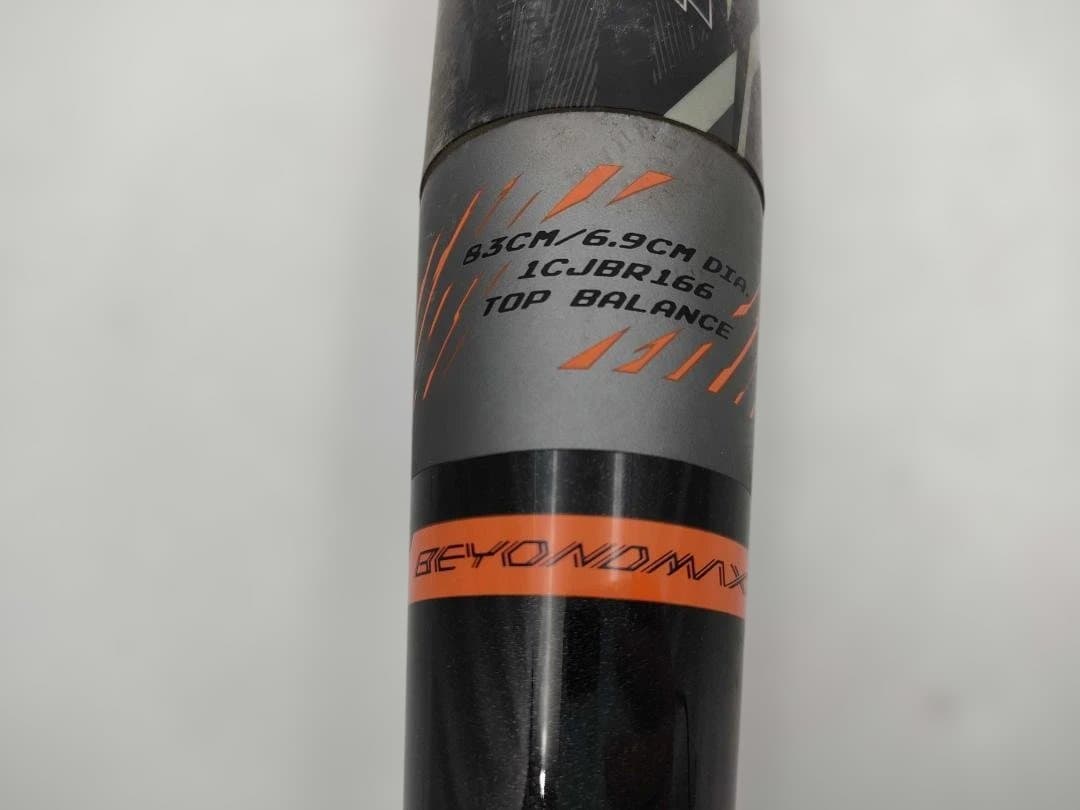 83CM/6.9CM DIA.
1CJBR166
TOP BALANCE
BEYONDMAX